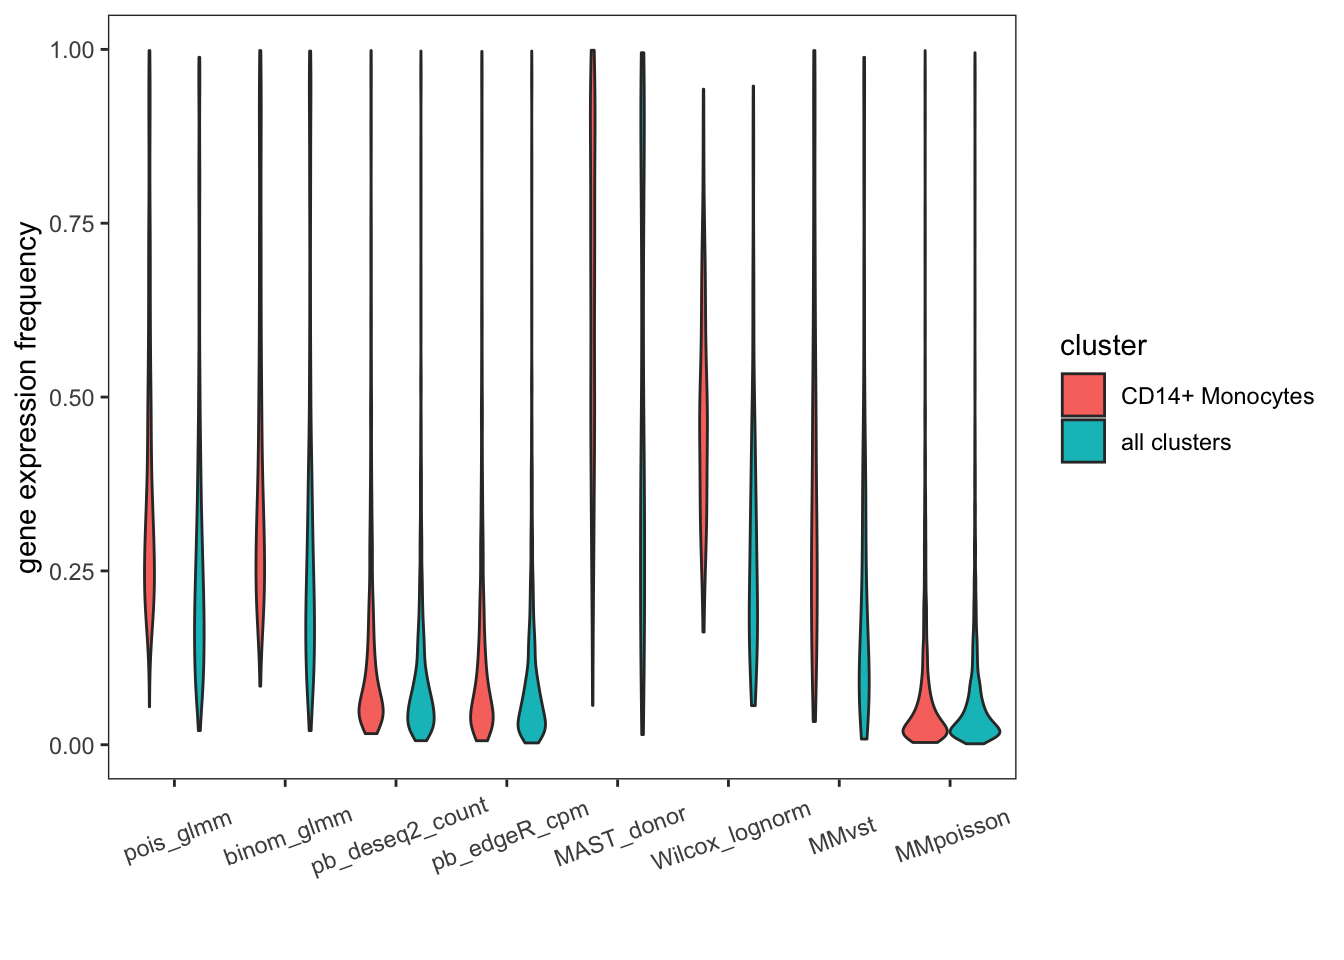 gene expression frequency
1.00
0.75
0.50
0.25
0.00
pois_glmm
binom_glmm
pb_deseq2_count
pb_edgeR_cpm
MAST_donor
Wilcox_lognorm
MMvst
MMpoisson
cluster
CD14+ Monocytes
all clusters